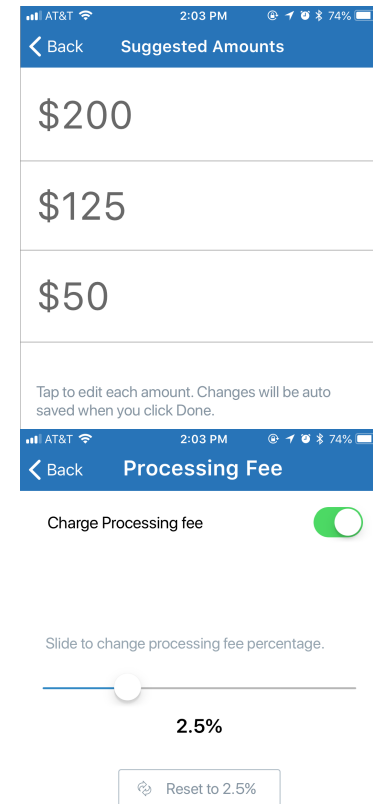 AT&T 2:03 PM 74%
Back Suggested Amounts
$200
$125
$50
Tap to edit each amount. Changes will be auto
saved when you click Done.
AT&T 2:03 PM 74%
Back Processing Fee
Charge Processing fee
Slide to change processing fee percentage.
2.5%
Reset to 2.5%